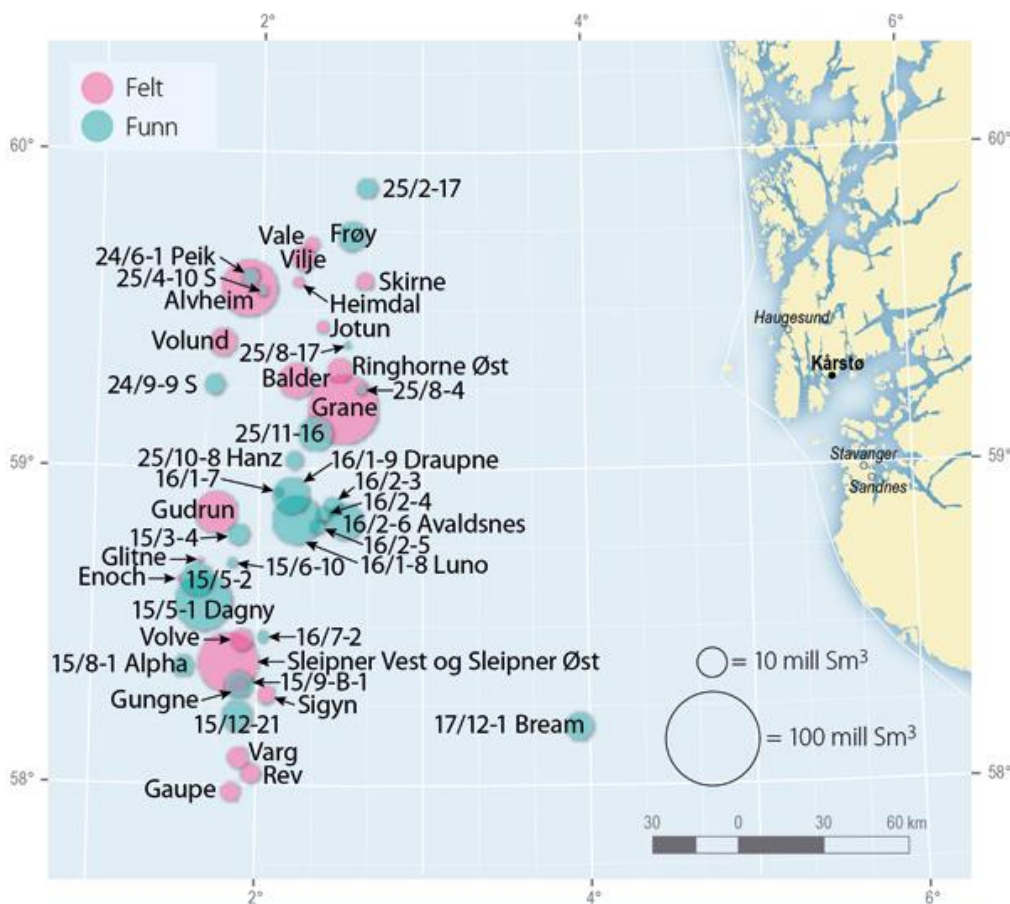 2°
4°
6°
Felt
Funn
60°
60°
25/2-17
Vale
Frøy
24/6-1 Peik
Vilje
25/4-10 S
Skirne
Alvheim
Heimdal
Jotun
Haugesund
Volund
25/8-17
Ringhorne Øst
Kårstø
24/9-9 S
Balder
25/8-4
Grane
25/11-16
Stavanger
59°
59°
25/10-8 Hanz
16/1-9 Draupne
16/1-7
16/2-3
Sandnes
16/2-4
Gudrun
16/2-6 Avaldsnes
15/3-4
16/2-5
Glitne
15/6-10
16/1-8 Luno
Enoch
15/5-2
15/5-1 Dagny
Volve
16/7-2
15/8-1 Alpha
Sleipner Vest og Sleipner Øst
= 10 mill Sm³
15/9-B-1
Gungne
Sigyn
15/12-21
17/12-1 Bream
= 100 mill Sm³
Varg
58°
58°
Rev
Gaupe
30 0 30 60 km
2°
4°
6°